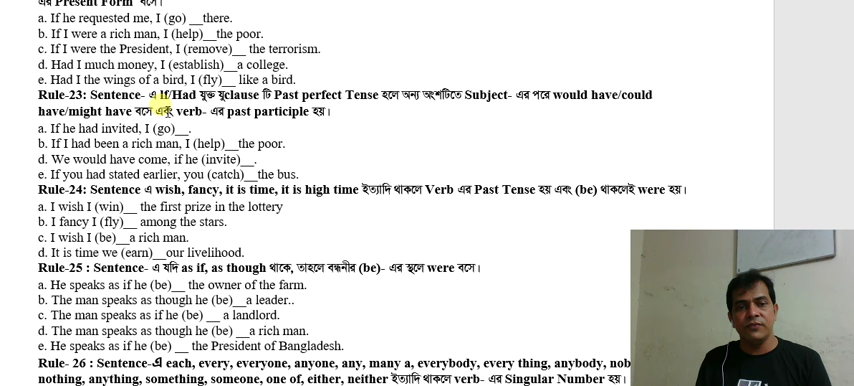 এর Present Form বসে।
a. If he requested me, I (go) __there.
b. If I were a rich man, I (help)__the poor.
c. If I were the President, I (remove)__ the terrorism.
d. Had I much money, I (establish)__a college.
e. Had I the wings of a bird, I (fly)__ like a bird.
Rule-23: Sentence- এ If/Had যুক্ত যুclause টি Past perfect Tense হলে অন্য অংশটিতে Subject- এর পরে would have/could
have/might have বসে এবং verb- এর past participle হয়।
a. If he had invited, I (go)__.
b. If I had been a rich man, I (help)__the poor.
d. We would have come, if he (invite)__.
e. If you had stated earlier, you (catch)__the bus.
Rule-24: Sentence এ wish, fancy, it is time, it is high time ইত্যাদি থাকলে Verb এর Past Tense হয় এবং (be) থাকলেই were হয়।
a. I wish I (win)__ the first prize in the lottery
b. I fancy I (fly)__ among the stars.
c. I wish I (be)__a rich man.
d. It is time we (earn)__our livelihood.
Rule-25 : Sentence- এ যদি as if, as though থাকে, তাহলে বন্ধনীর (be)- এর স্থলে were বসে।
a. He speaks as if he (be)__ the owner of the farm.
b. The man speaks as though he (be)__a leader..
c. The man speaks as if he (be) __ a landlord.
d. The man speaks as though he (be)__a rich man.
e. He speaks as if he (be) __ the President of Bangladesh.
Rule- 26 : Sentence-এ each, every, everyone, anyone, any, many a, everybody, every thing, anybody, nob
nothing, anything, something, someone, one of, either, neither ইত্যাদি থাকলে verb- এর Singular Number হয়।